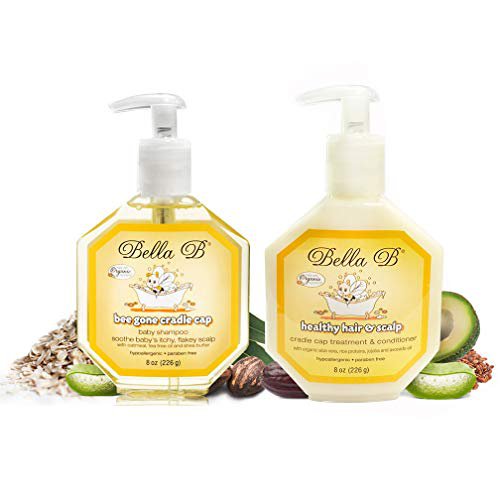 Bella B®
Organic
bee gone cradle cap
baby shampoo
soothe baby's itchy, flakey scalp
with oatmeal, tea tree oil and shea butter
hypoallergenic • paraben free
8 oz (226 g)
Bella B®
Organic
healthy hair & scalp
cradle cap treatment & conditioner
with organic aloe vera, rice proteins, jojoba and avocado oil
hypoallergenic • paraben free
8 oz (226 g)